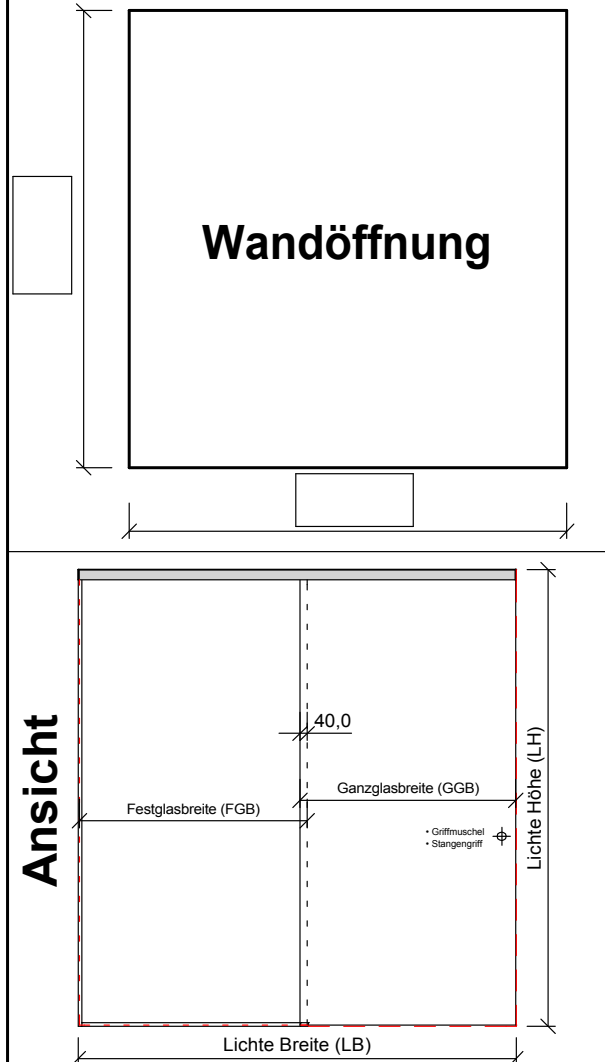 Wandöffnung
Ansicht
40,0
Ganzglasbreite (GGB)
Festglasbreite (FGB)
• Griffmuschel
• Stangengriff
Lichte Höhe (LH)
Lichte Breite (LB)